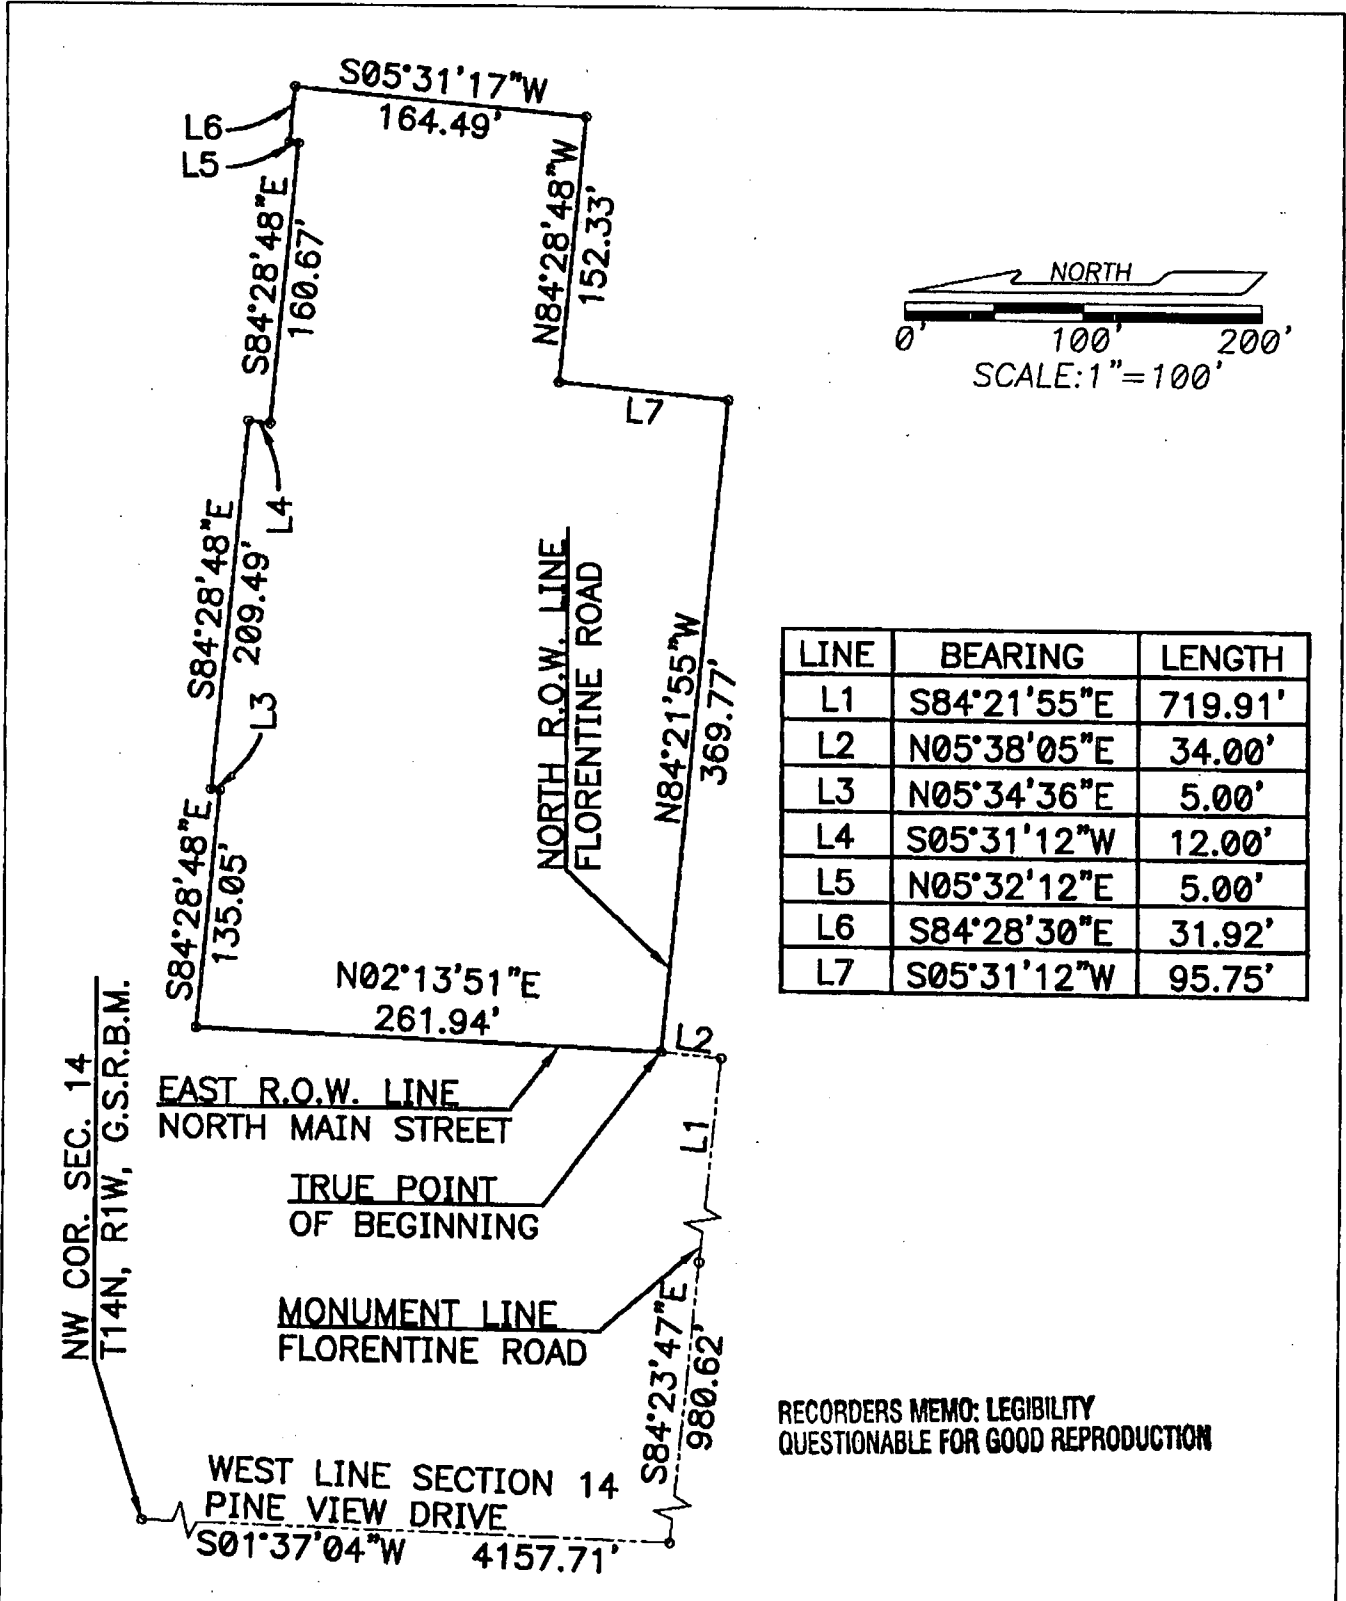 S05°31'17"W
164.49'
L6
L5
S84°28'48"E
160.67'
N84°28'48"W
152.33'
NORTH
0' 100' 200'
SCALE: 1"=100'
L7
L4
S84°28'48"E
209.49'
NORTH R.O.W. LINE
FLORENTINE ROAD
N84°21'55"W
369.77'
L3
S84°28'48"E
135.05'
LINE BEARING LENGTH
L1 S84°21'55"E 719.91'
L2 N05°38'05"E 34.00'
L3 N05°34'36"E 5.00'
L4 S05°31'12"W 12.00'
L5 N05°32'12"E 5.00'
L6 S84°28'30"E 31.92'
L7 S05°31'12"W 95.75'
N02°13'51"E
261.94'
L2
EAST R.O.W. LINE
NORTH MAIN STREET
L1
TRUE POINT
OF BEGINNING
NW COR. SEC. 14
T14N, R1W, G.S.R.B.M.
MONUMENT LINE
FLORENTINE ROAD
S84°23'47"E
980.62'
RECORDERS MEMO: LEGIBILITY
QUESTIONABLE FOR GOOD REPRODUCTION
WEST LINE SECTION 14
PINE VIEW DRIVE
S01°37'04"W 4157.71'